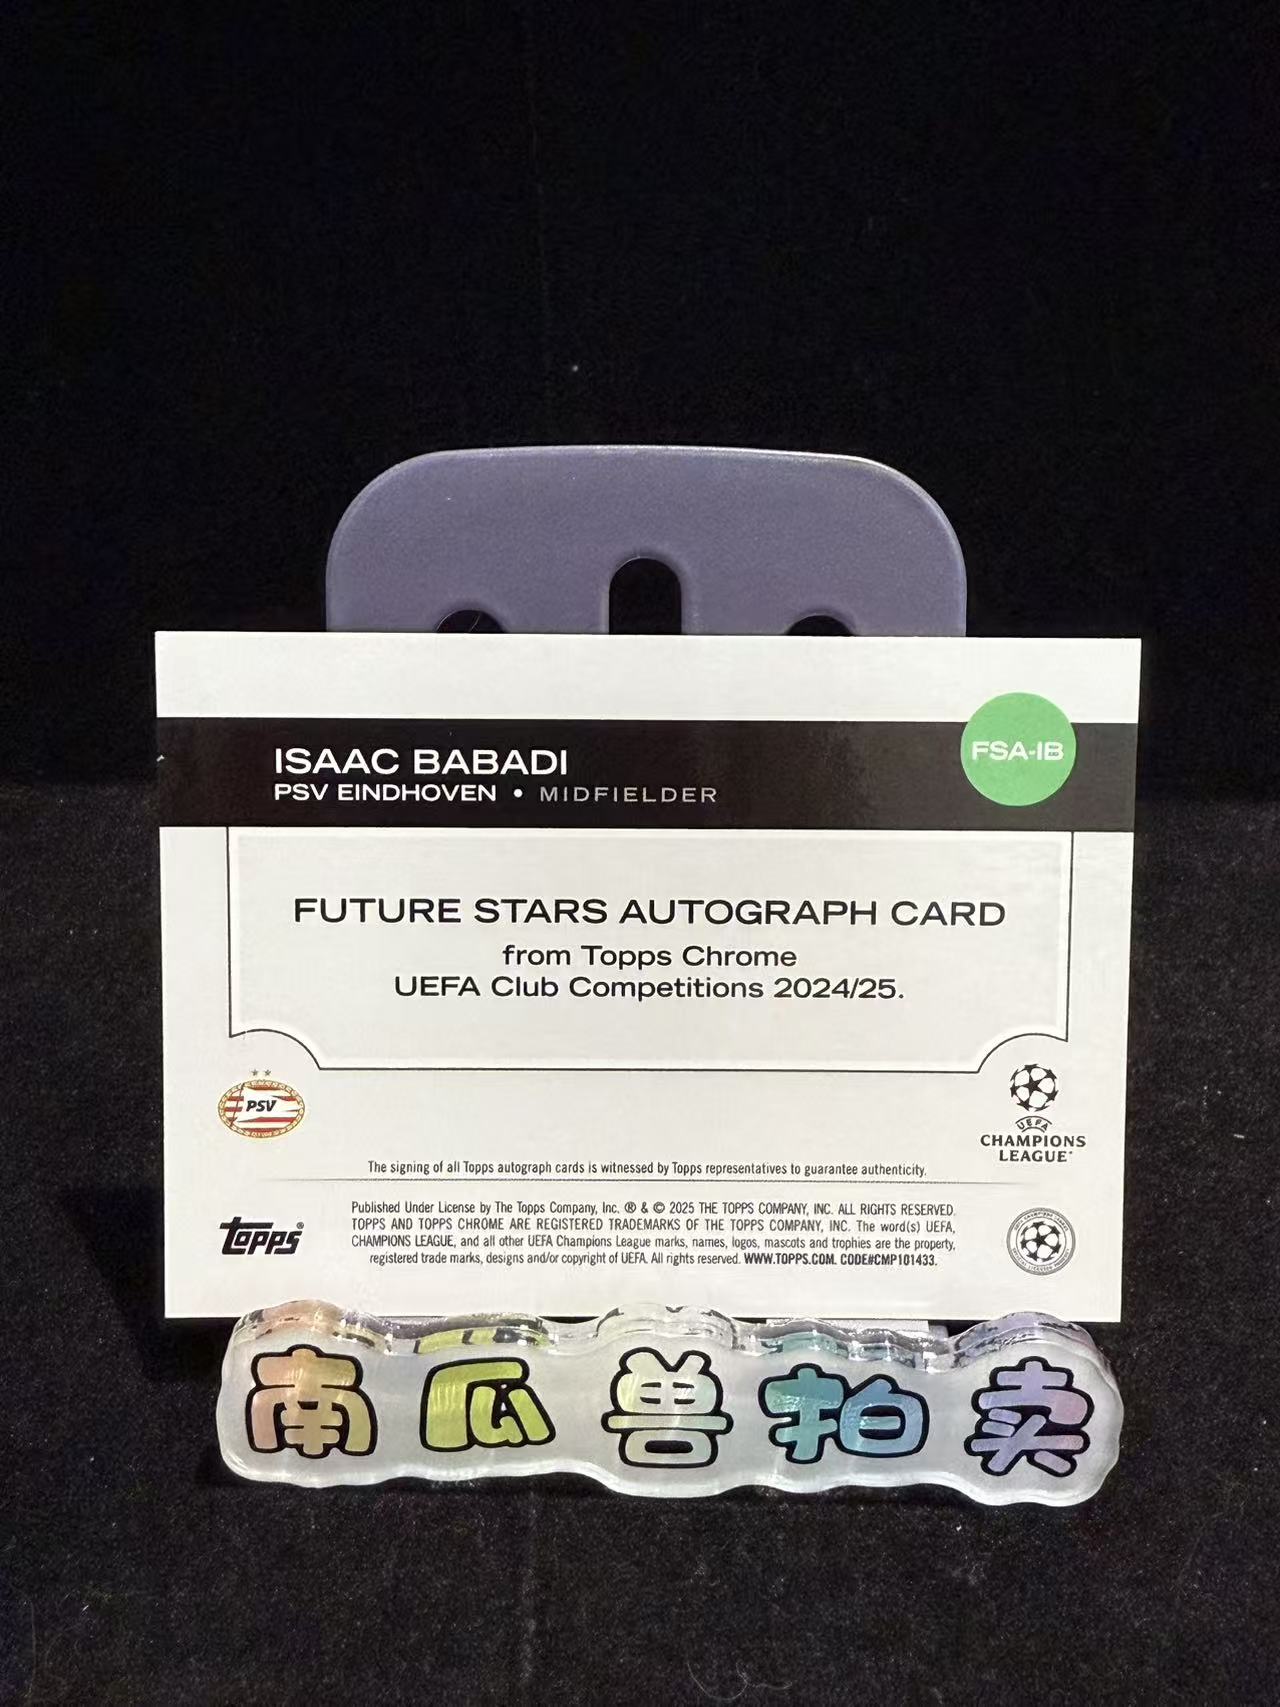 ISAAC BABADI
PSV EINDHOVEN • MIDFIELDER
FSA-IB
FUTURE STARS AUTOGRAPH CARD
from Topps Chrome
UEFA Club Competitions 2024/25.
PSV
UEFA
CHAMPIONS
LEAGUE
The signing of all Topps autograph cards is witnessed by Topps representatives to guarantee authenticity.
Topps®
Published Under License by The Topps Company, Inc. ® & © 2025 THE TOPPS COMPANY, INC. ALL RIGHTS RESERVED.
TOPPS AND TOPPS CHROME ARE REGISTERED TRADEMARKS OF THE TOPPS COMPANY, INC. The word(s) UEFA,
CHAMPIONS LEAGUE, and all other UEFA Champions League marks, names, logos, mascots and trophies are the property,
registered trade marks, designs and/or copyright of UEFA. All rights reserved. WWW.TOPPS.COM. CODE#CMP101433.
南瓜兽拍卖